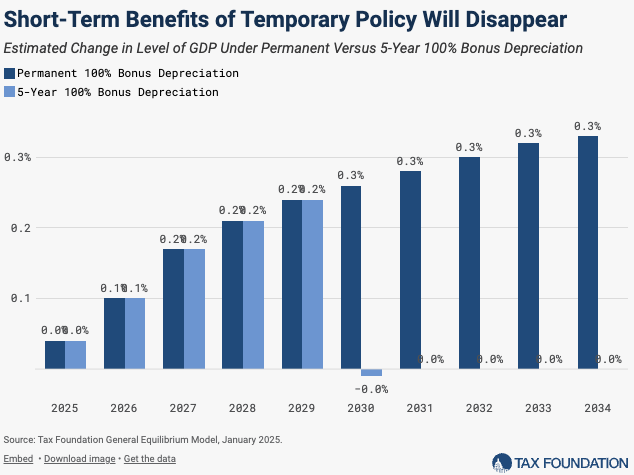 Short-Term Benefits of Temporary Policy Will Disappear
Estimated Change in Level of GDP Under Permanent Versus 5-Year 100% Bonus Depreciation
Permanent 100% Bonus Depreciation
5-Year 100% Bonus Depreciation
0.3%
0.2
0.1
0.0% 0.0%
0.1% 0.1%
0.2% 0.2%
0.2% 0.2%
0.2% 0.2%
0.3% -0.0%
0.3% 0.0%
0.3% 0.0%
0.3% 0.0%
0.3% 0.0%
2025 2026 2027 2028 2029 2030 2031 2032 2033 2034
Source: Tax Foundation General Equilibrium Model, January 2025.
Embed • Download image • Get the data
TAX FOUNDATION